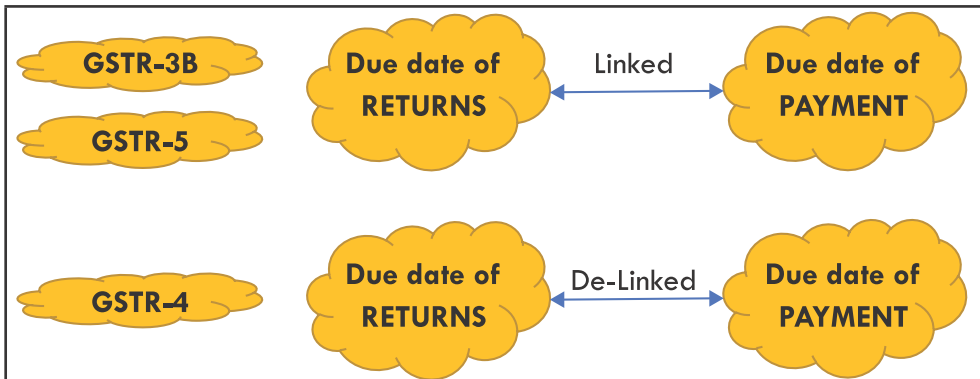 GSTR-3B
GSTR-5
Due date of
RETURNS
Linked
Due date of
PAYMENT
GSTR-4
Due date of
RETURNS
De-Linked
Due date of
PAYMENT